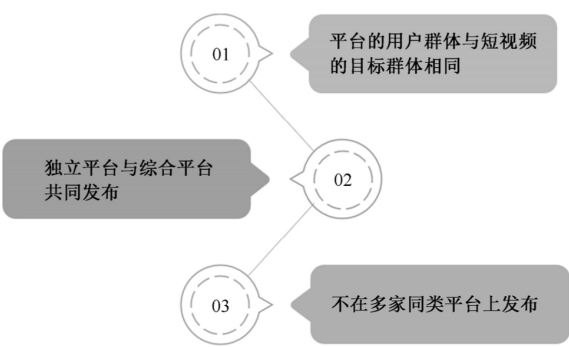 01
平台的用户群体与短视频
的目标群体相同
独立平台与综合平台
共同发布
02
03
不在多家同类平台上发布